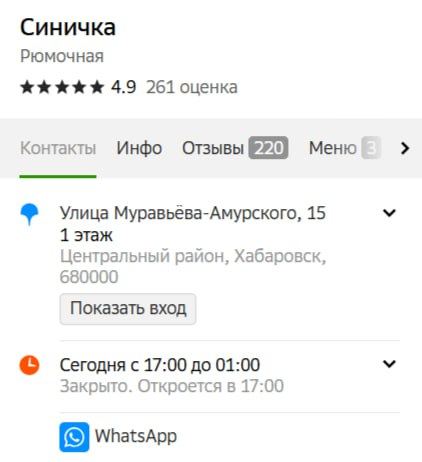 Синичка
Рюмочная
4.9 261 оценка
Контакты Инфо Отзывы 220 Меню 3
Улица Муравьёва-Амурского, 15
1 этаж
Центральный район, Хабаровск,
680000
Показать вход
Сегодня с 17:00 до 01:00
Закрыто. Откроется в 17:00
WhatsApp